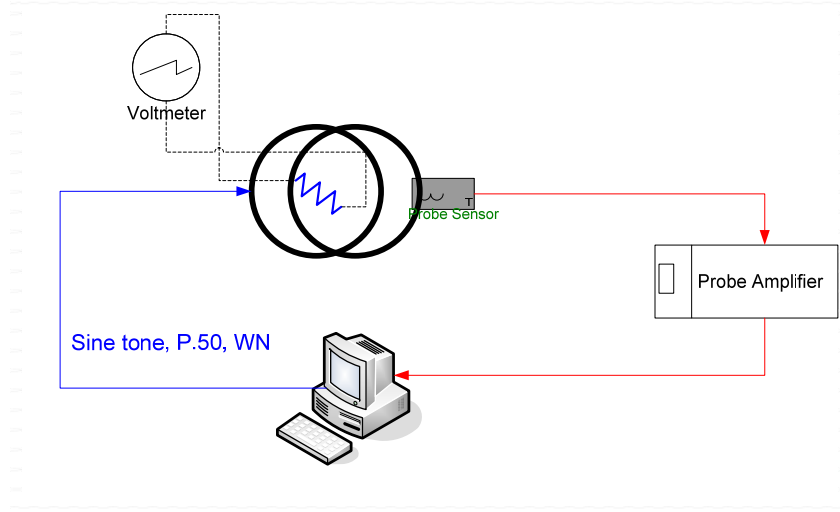 Voltmeter
T
Probe Sensor
Probe Amplifier
Sine tone, P.50, WN